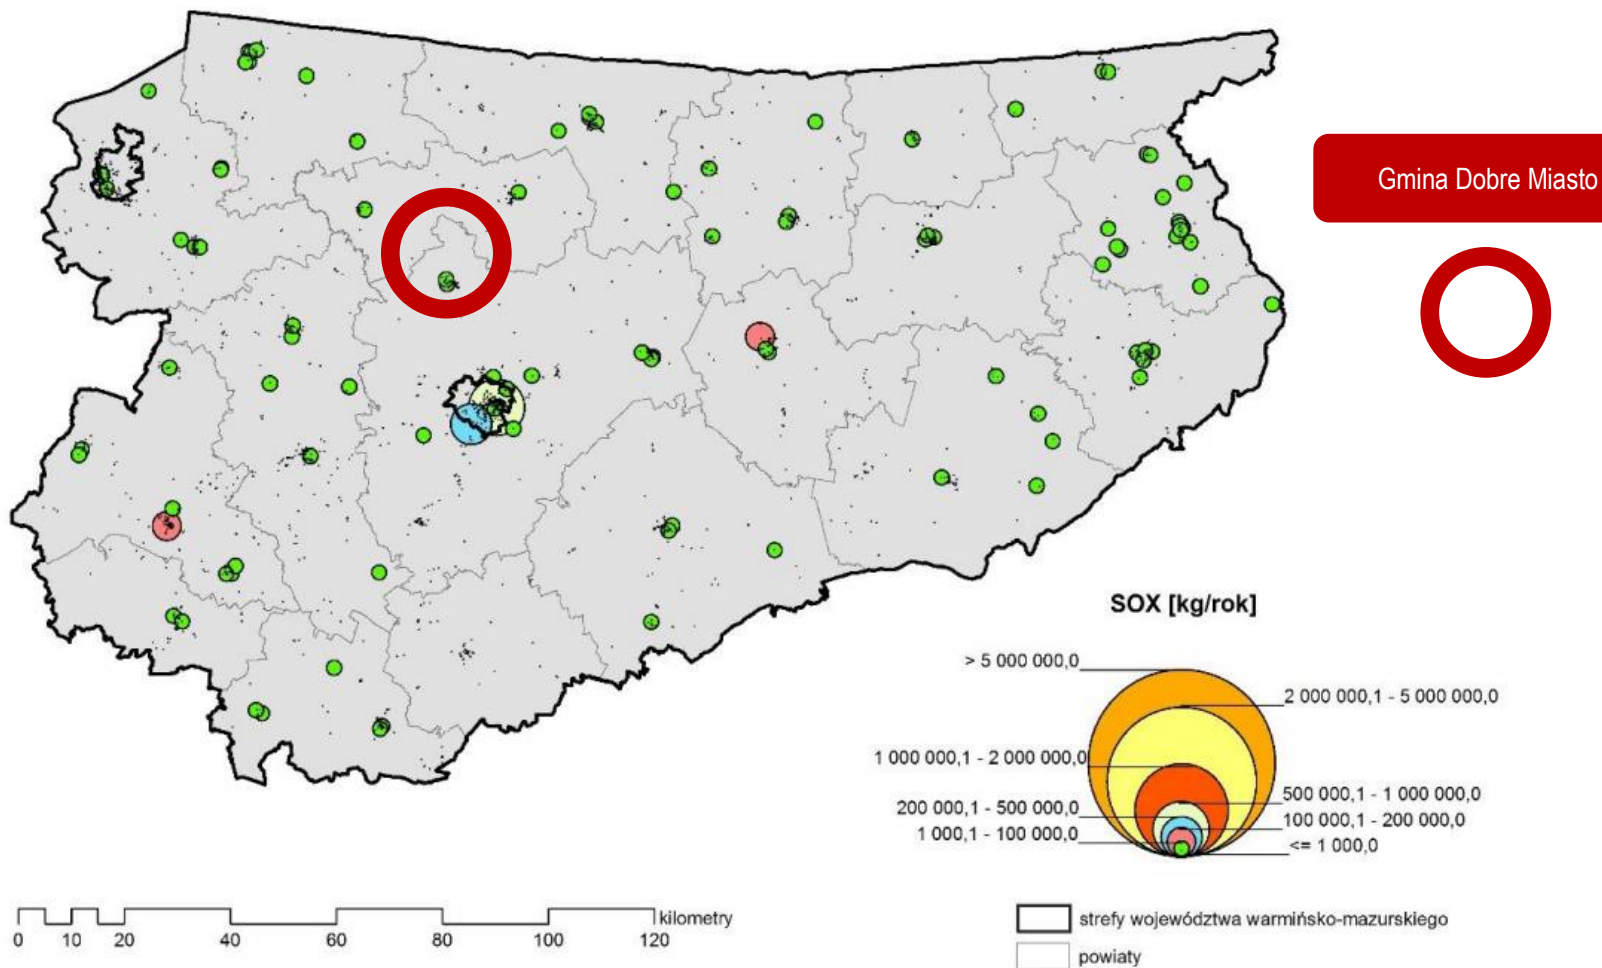 Gmina Dobre Miasto
SOX [kg/rok]
> 5 000 000,0
2 000 000,1 - 5 000 000,0
1 000 000,1 - 2 000 000,0
500 000,1 - 1 000 000,0
200 000,1 - 500 000,0
100 000,1 - 200 000,0
1 000,1 - 100 000,0
<= 1 000,0
kilometry
0 10 20 40 60 80 100 120
strefy województwa warmińsko-mazurskiego
powiaty